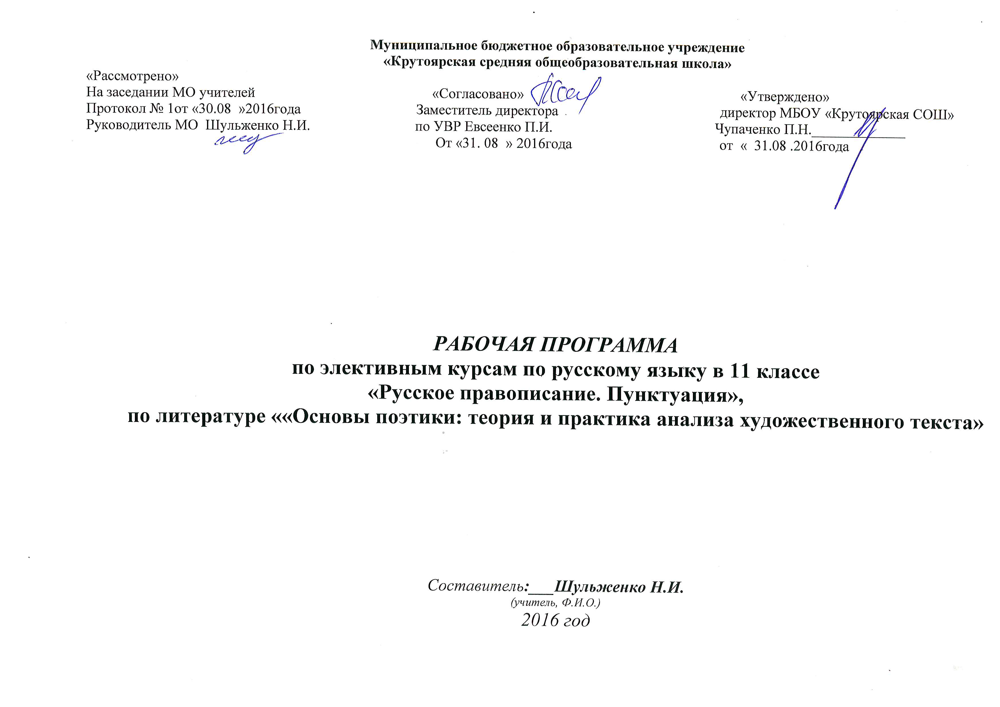 Муниципальное бюджетное образовательное учреждение
«Крутоярская средняя общеобразовательная школа»
«Рассмотрено»
На заседании МО учителей
Протокол № 1от «30.08  »2016года
Руководитель МО  Шульженко Н.И.
«Согласовано»
Заместитель директора
по УВР Евсеенко П.И.
От «31. 08  » 2016года
«Утверждено»
директор МБОУ «Крутоярская СОШ»
Чупаченко П.Н._____________
от  «  31.08 .2016года
РАБОЧАЯ ПРОГРАММА
по элективным курсам по русскому языку в 11 классе
«Русское правописание. Пунктуация»,
по литературе ««Основы поэтики: теория и практика анализа художественного текста»
Составитель:___Шульженко Н.И.
(учитель, Ф.И.О.)
2016 год